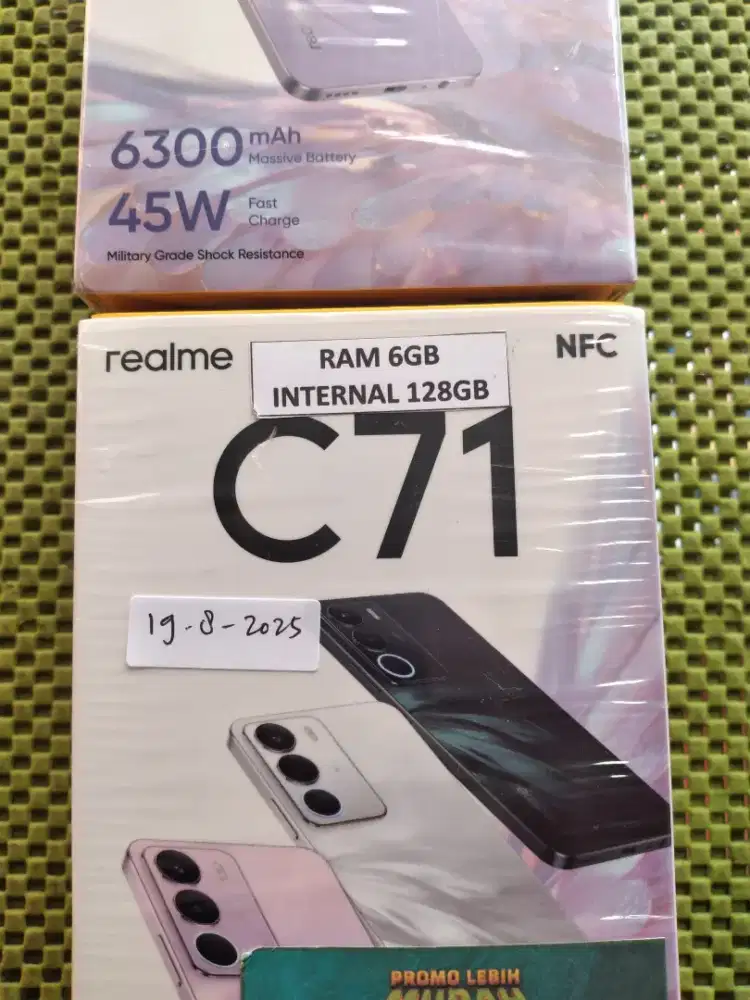 6300 mAh
Massive Battery
45W Fast
Charge
Military Grade Shock Resistance
realme
RAM 6GB
INTERNAL 128GB
NFC
C71
19-8-2025
PROMO LEBIH
MURAH